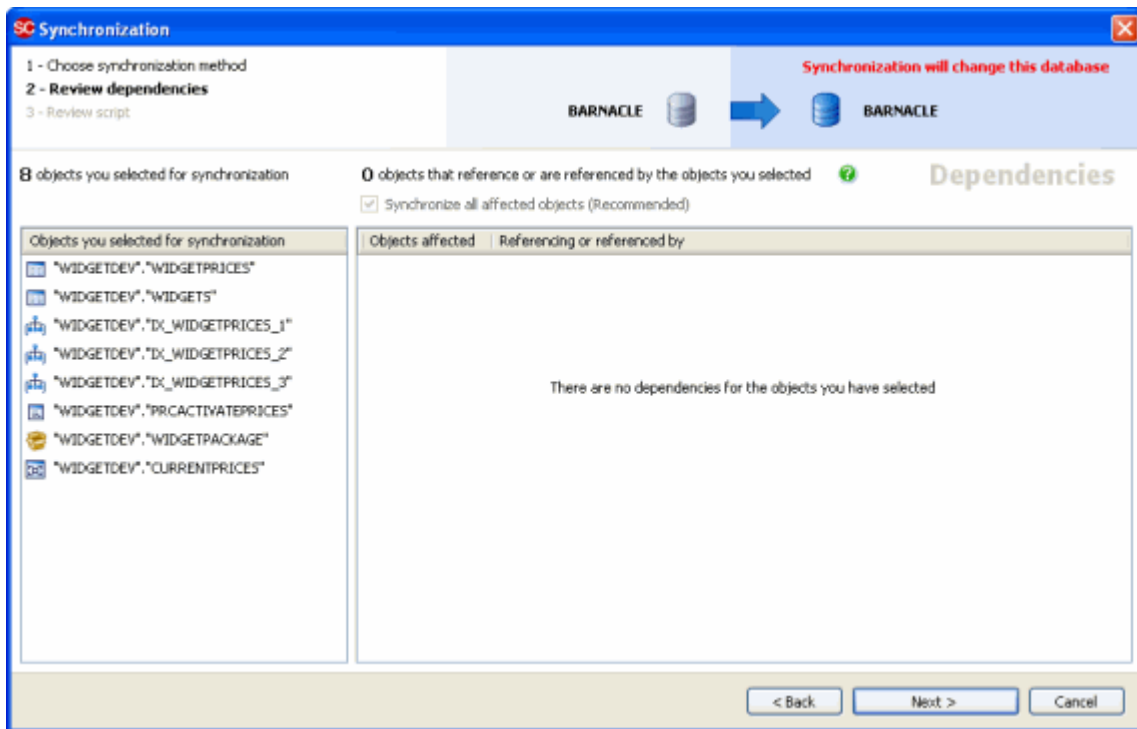 SC Synchronization
1 - Choose synchronization method
2 - Review dependencies
3 - Review script
Synchronization will change this database
BARNACLE
BARNACLE
8 objects you selected for synchronization
0 objects that reference or are referenced by the objects you selected
?
Dependencies
Synchronize all affected objects (Recommended)
Objects you selected for synchronization
Objects affected
Referencing or referenced by
"WIDGETDEV"."WIDGETPRICES"
"WIDGETDEV"."WIDGETS"
"WIDGETDEV"."IX_WIDGETPRICES_1"
"WIDGETDEV"."IX_WIDGETPRICES_2"
"WIDGETDEV"."IX_WIDGETPRICES_3"
"WIDGETDEV"."PRCACTIVATEPRICES"
"WIDGETDEV"."WIDGETPACKAGE"
"WIDGETDEV"."CURRENTPRICES"
There are no dependencies for the objects you have selected
< Back
Next >
Cancel